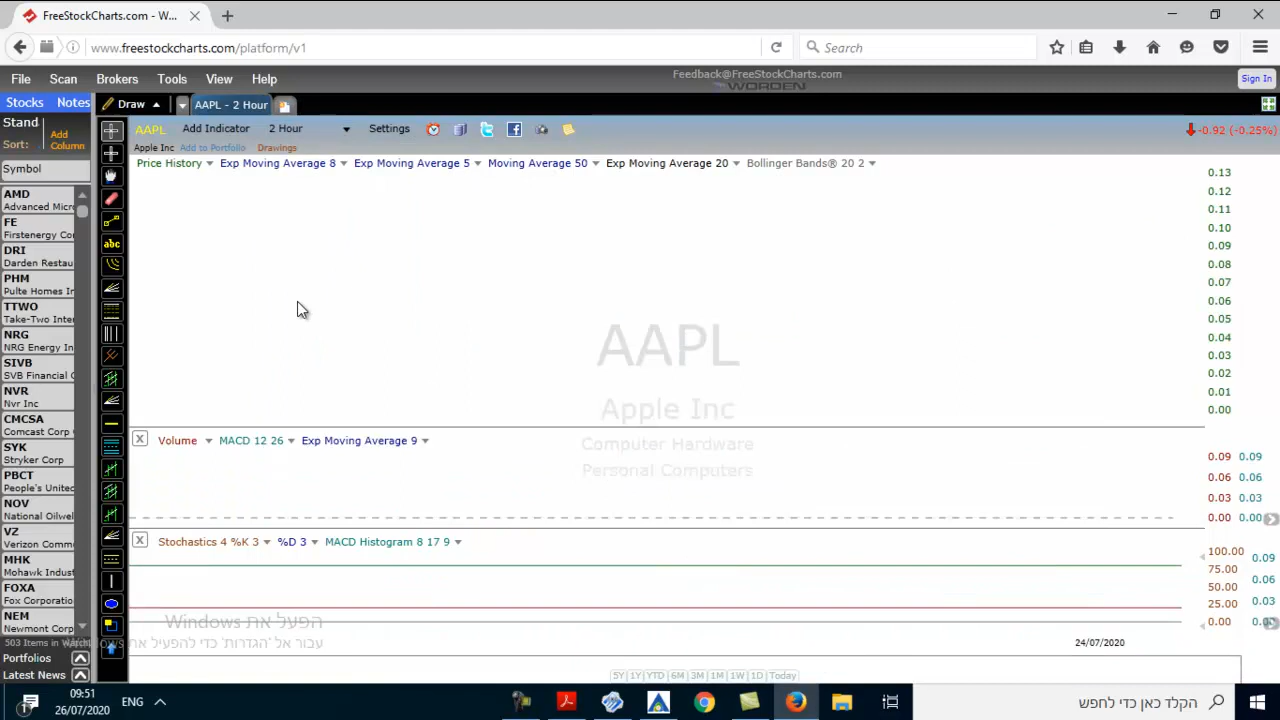 FreeStockCharts.com - W...
www.freestockcharts.com/platform/v1
Search
File Scan Brokers Tools View Help
Feedback@FreeStockCharts.com
WORDEN
Sign In
Stocks Notes
Draw
AAPL - 2 Hour
Stand
Sort:
Add
Column
AAPL Add Indicator 2 Hour Settings
-0.92 (-0.25%)
Apple Inc Add to Portfolio Drawings
Price History Exp Moving Average 8 Exp Moving Average 5 Moving Average 50 Exp Moving Average 20 Bollinger Bands® 20 2
Symbol
AMD
Advanced Micr
FE
Firstenergy Co
DRI
Darden Restau
PHM
Pulte Homes In
TTWO
Take-Two Inte
NRG
NRG Energy In
SIVB
SVB Financial
NVR
Nvr Inc
CMCSA
Comcast Corp
SYK
Stryker Corp
PBCT
People's United
NOV
National Oilwel
VZ
Verizon Comm
MHK
Mohawk Indust
FOXA
Fox Corporatio
NEM
Newmont Corp
503 Items in Watch
Portfolios
Latest News
abc
0.13
0.12
0.11
0.10
0.09
0.08
0.07
0.06
0.05
0.04
0.03
0.02
0.01
0.00
AAPL
Apple Inc
Computer Hardware
Personal Computers
X Volume MACD 12 26 Exp Moving Average 9
0.09 0.09
0.06 0.06
0.03 0.03
0.00 0.00
X Stochastics 4 %K 3 %D 3 MACD Histogram 8 17 9
100.00
75.00
50.00
25.00
0.00
0.09
0.06
0.03
0.00
הפעל את Windows
עבור אל 'הגדרות' כדי להפעיל את Windows
24/07/2020
5Y 1Y YTD 6M 3M 1M 1W 1D Today
09:51
26/07/2020
ENG
הקלד כאן כדי לחפש